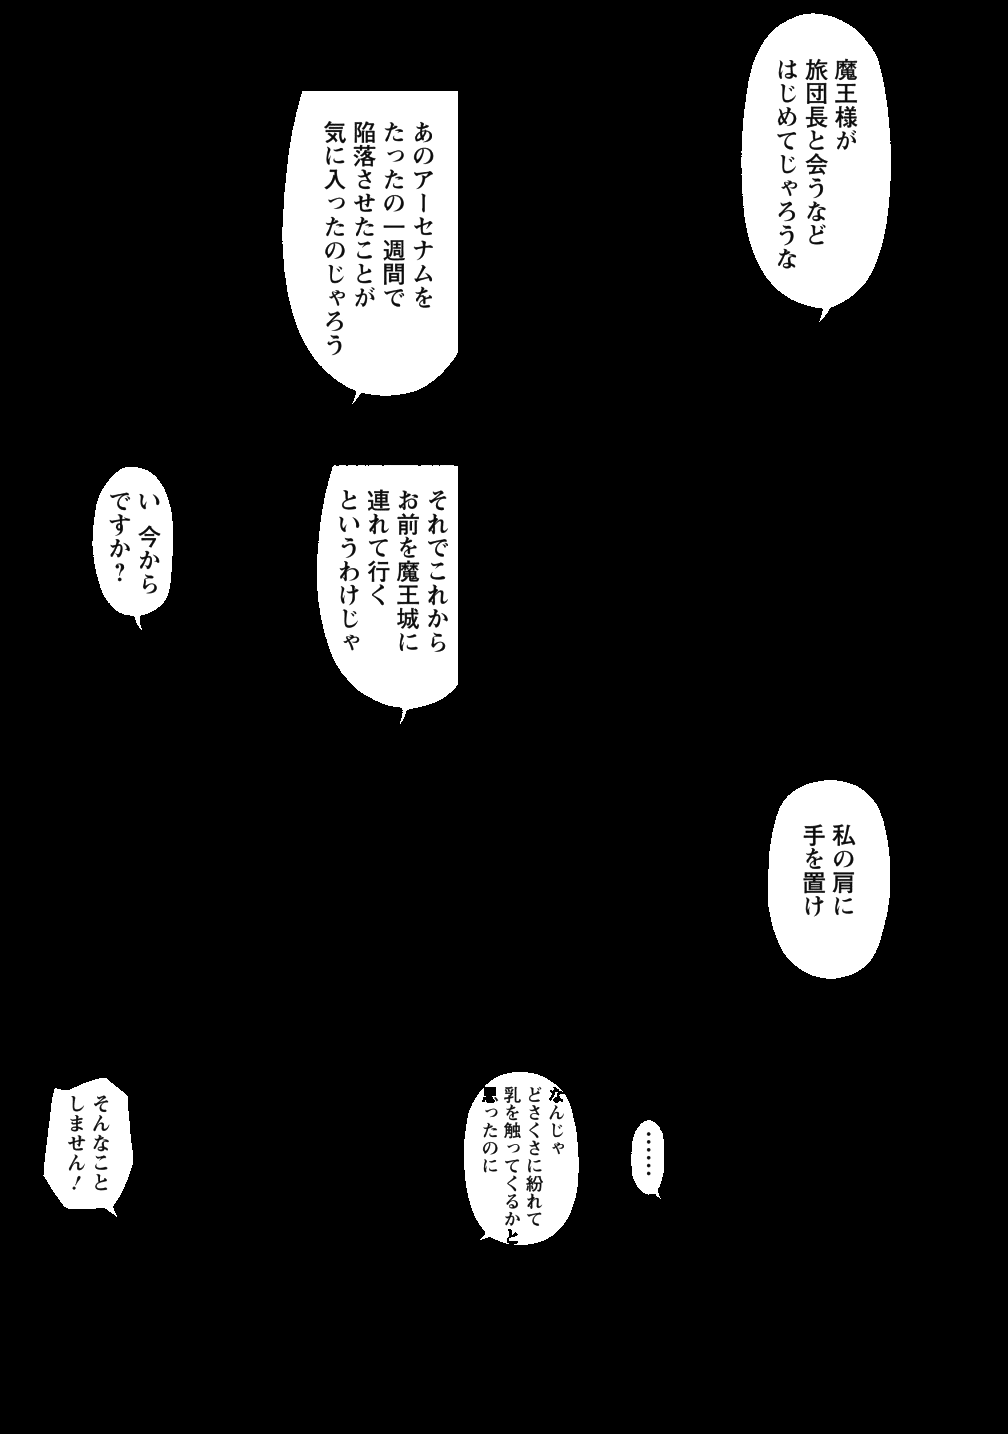 魔王様が
旅団長と会うなど
はじめてじゃろうな
あのアーセナムを
たったの一週間で
陥落させたことが
気に入ったのじゃろう
それでこれから
お前を魔王城に
連れて行く
というわけじゃ
い 今から
ですか？
私の肩に
手を置け
……
なんじゃ
どさくさに紛れて
乳を触ってくるかと
思ったのに
そんなこと
しません！